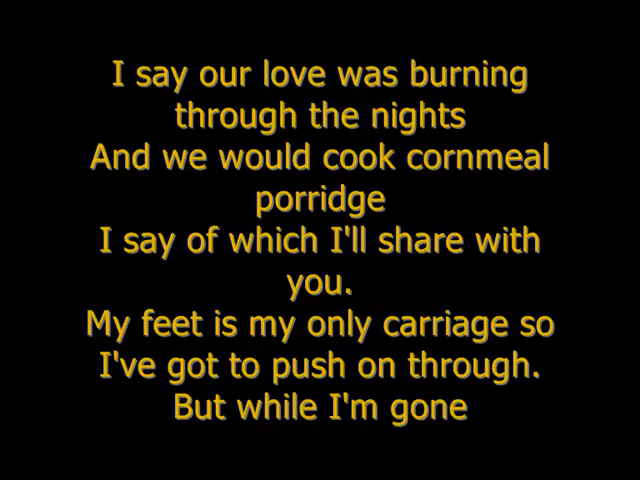 I say our love was burning
through the nights
And we would cook cornmeal
porridge
I say of which I'll share with
you.
My feet is my only carriage so
I've got to push on through.
But while I'm gone